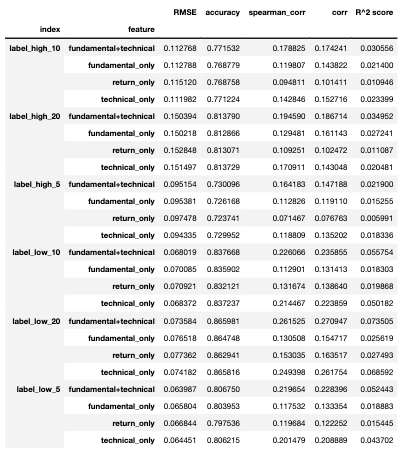 RMSE accuracy spearman_corr corr R^2 score
index feature
label_high_10 fundamental+technical 0.112768 0.771532 0.178825 0.174241 0.030556
fundamental_only 0.112788 0.768779 0.119807 0.143822 0.021400
return_only 0.115120 0.768758 0.094811 0.101411 0.010946
technical_only 0.111982 0.771224 0.142846 0.152716 0.023399
label_high_20 fundamental+technical 0.150394 0.813790 0.194590 0.186714 0.034952
fundamental_only 0.150218 0.812866 0.129481 0.161143 0.027241
return_only 0.152848 0.813071 0.109251 0.102472 0.011087
technical_only 0.151497 0.813729 0.170911 0.143048 0.020481
label_high_5 fundamental+technical 0.095154 0.730096 0.164183 0.147188 0.021900
fundamental_only 0.095381 0.726168 0.112826 0.119110 0.015255
return_only 0.097478 0.723741 0.071467 0.076763 0.005991
technical_only 0.094335 0.729952 0.118809 0.135202 0.018336
label_low_10 fundamental+technical 0.068019 0.837668 0.226066 0.235855 0.055754
fundamental_only 0.070085 0.835902 0.112901 0.131413 0.018303
return_only 0.070921 0.832121 0.131674 0.138640 0.019868
technical_only 0.068372 0.837237 0.214467 0.223859 0.050182
label_low_20 fundamental+technical 0.073584 0.865981 0.261525 0.270947 0.073505
fundamental_only 0.076518 0.864748 0.130508 0.154717 0.025619
return_only 0.077362 0.862941 0.153035 0.163517 0.027493
technical_only 0.074182 0.865816 0.249398 0.261754 0.068592
label_low_5 fundamental+technical 0.063987 0.806750 0.219654 0.228396 0.052443
fundamental_only 0.065804 0.803953 0.117532 0.133354 0.018883
return_only 0.066844 0.797536 0.119684 0.122252 0.015445
technical_only 0.064451 0.806215 0.201479 0.208889 0.043702